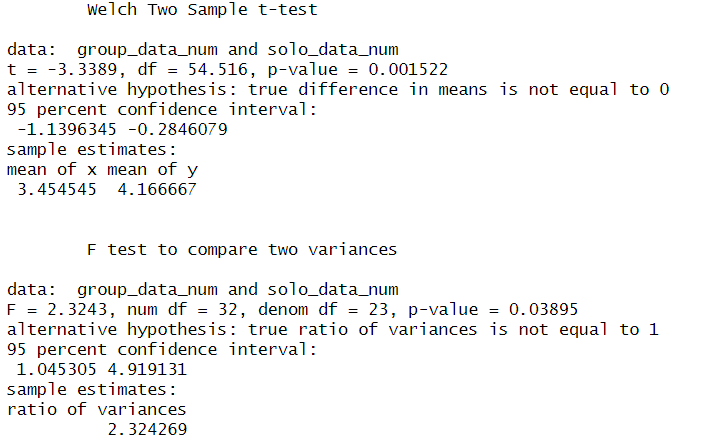 Welch Two Sample t-test
data:  group_data_num and solo_data_num
t = -3.3389, df = 54.516, p-value = 0.001522
alternative hypothesis: true difference in means is not equal to 0
95 percent confidence interval:
 -1.1396345 -0.2846079
sample estimates:
mean of x mean of y
 3.454545  4.166667
F test to compare two variances
data:  group_data_num and solo_data_num
F = 2.3243, num df = 32, denom df = 23, p-value = 0.03895
alternative hypothesis: true ratio of variances is not equal to 1
95 percent confidence interval:
 1.045305 4.919131
sample estimates:
ratio of variances
          2.324269